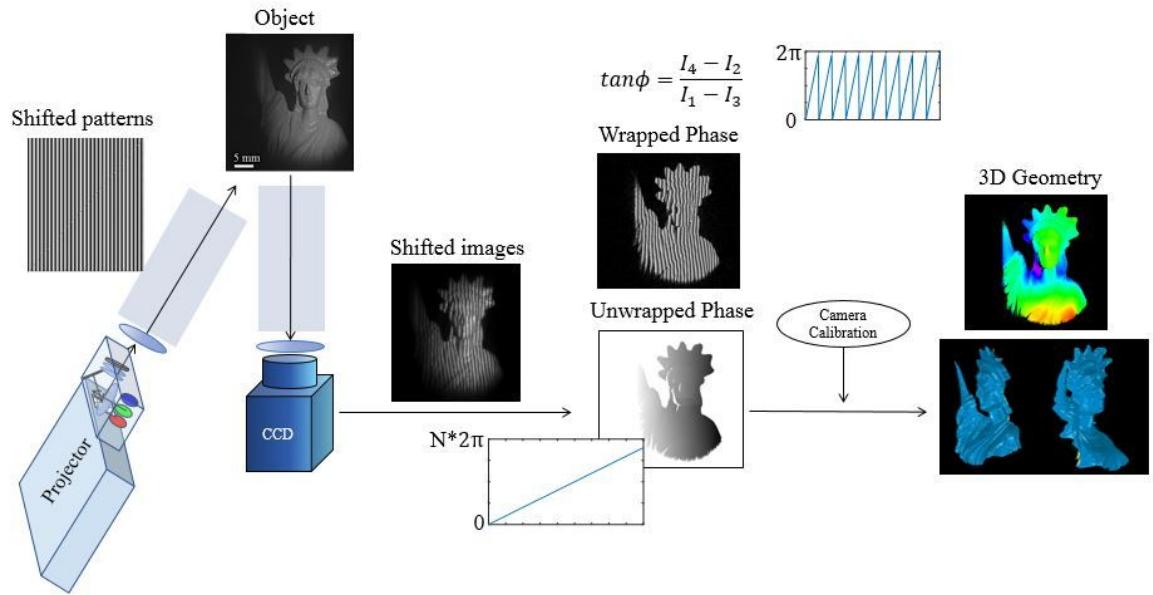 Object
Shifted patterns
5 mm
Projector
CCD
Shifted images
tanϕ = (I₄ − I₂) / (I₁ − I₃)
2π
0
Wrapped Phase
Unwrapped Phase
N*2π
0
Camera
Calibration
3D Geometry